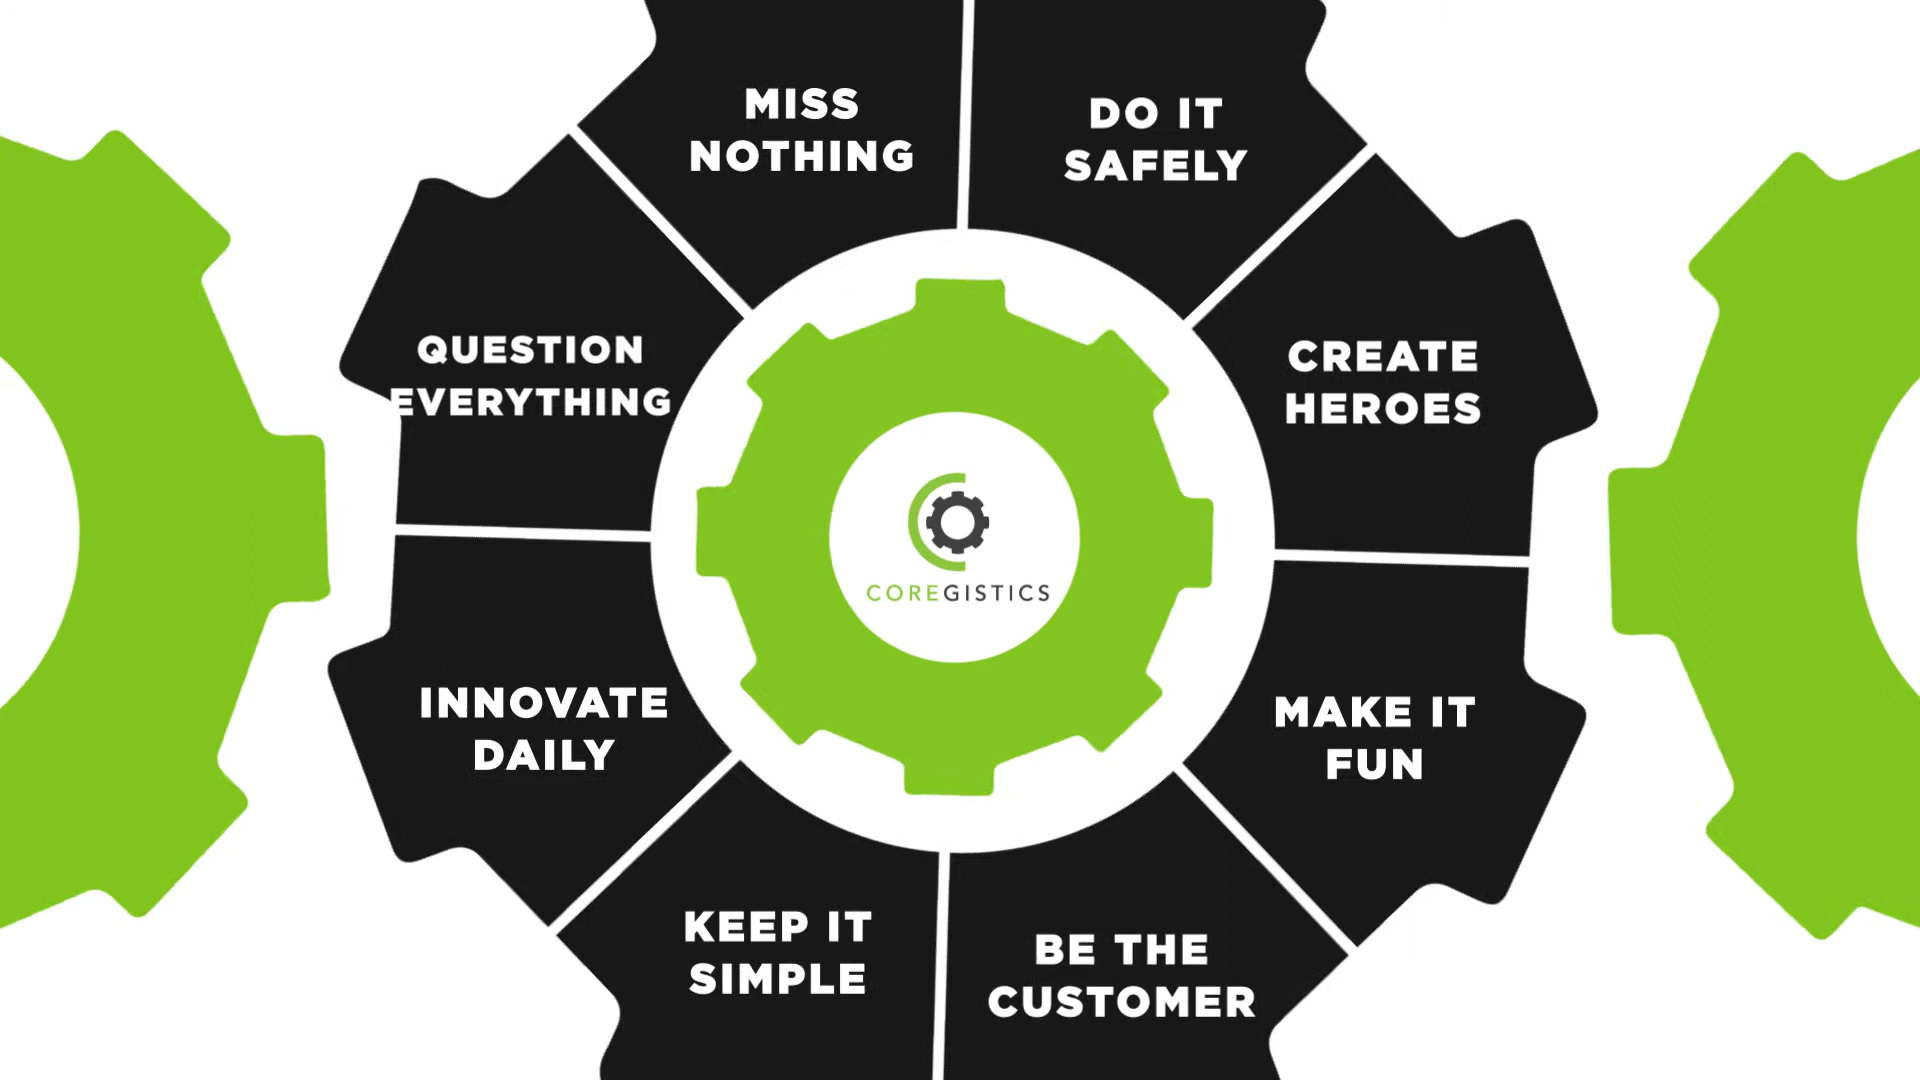 MISS
NOTHING
DO IT
SAFELY
QUESTION
EVERYTHING
CREATE
HEROES
COREGISTICS
INNOVATE
DAILY
MAKE IT
FUN
KEEP IT
SIMPLE
BE THE
CUSTOMER